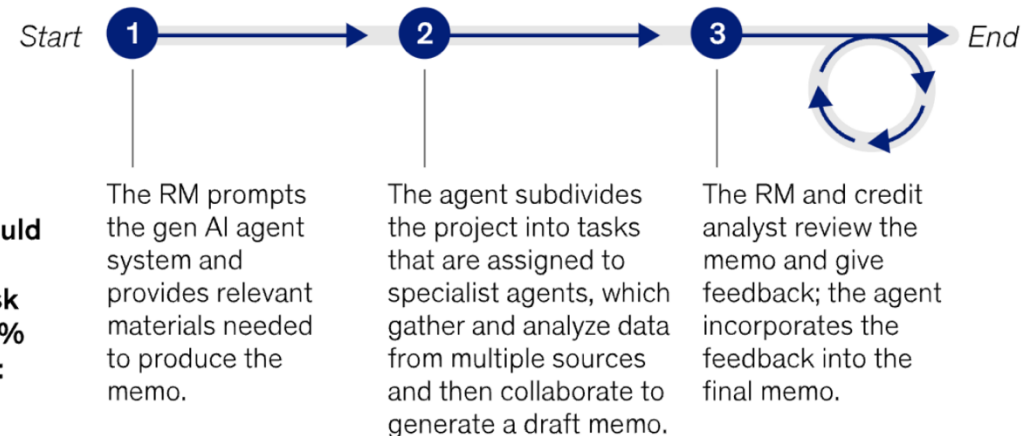 Start
1
2
3
End
The RM prompts
the gen AI agent
system and
provides relevant
materials needed
to produce the
memo.
The agent subdivides
the project into tasks
that are assigned to
specialist agents, which
gather and analyze data
from multiple sources
and then collaborate to
generate a draft memo.
The RM and credit
analyst review the
memo and give
feedback; the agent
incorporates the
feedback into the
final memo.
%